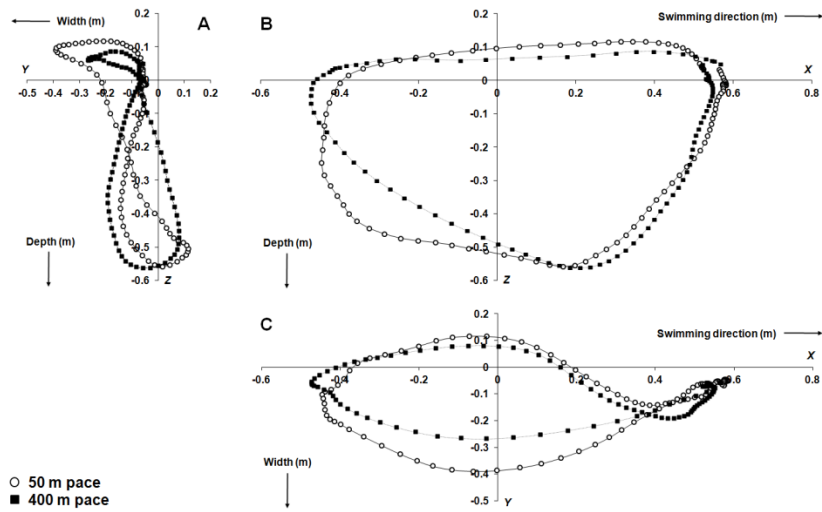 Width (m)
A
B
Swimming direction (m)
Y
0.2
0.1
0
-0.5 -0.4 -0.3 -0.2 -0.1 0 0.1 0.2
-0.1
-0.2
-0.3
-0.4
-0.5
-0.6
Z
Depth (m)
0.2
0.1
X
0
-0.6 -0.4 -0.2 0 0.2 0.4 0.6 0.8
-0.1
-0.2
-0.3
-0.4
-0.5
-0.6
Z
Depth (m)
C
Swimming direction (m)
0.2
0.1
X
0
-0.6 -0.4 -0.2 0 0.2 0.4 0.6 0.8
-0.1
-0.2
-0.3
-0.4
-0.5
Y
Width (m)
50 m pace
400 m pace